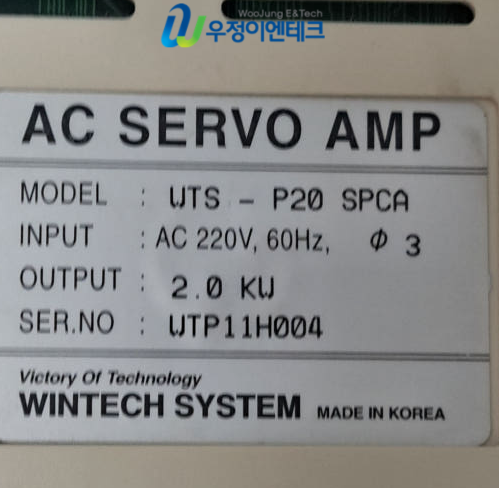 WooJung E&Tech
우정이엔테크
AC SERVO AMP
MODEL : WTS - P20 SPCA
INPUT : AC 220V, 60Hz, Φ 3
OUTPUT : 2.0 KW
SER.NO : WTP11H004
Victory Of Technology
WINTECH SYSTEM MADE IN KOREA